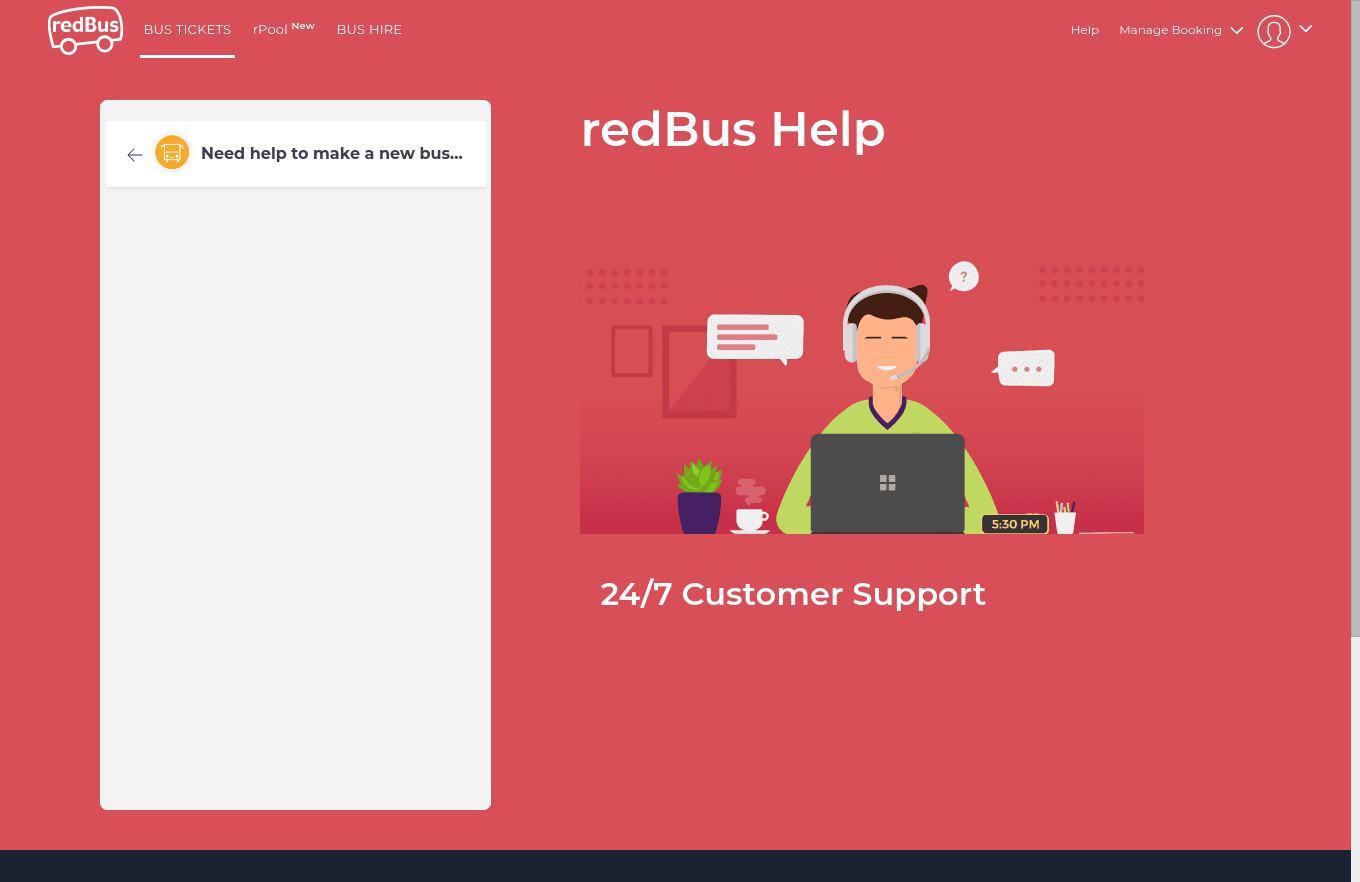 redBus
BUS TICKETS
rPool New
BUS HIRE
Help
Manage Booking
Need help to make a new bus...
redBus Help
?
5:30 PM
24/7 Customer Support